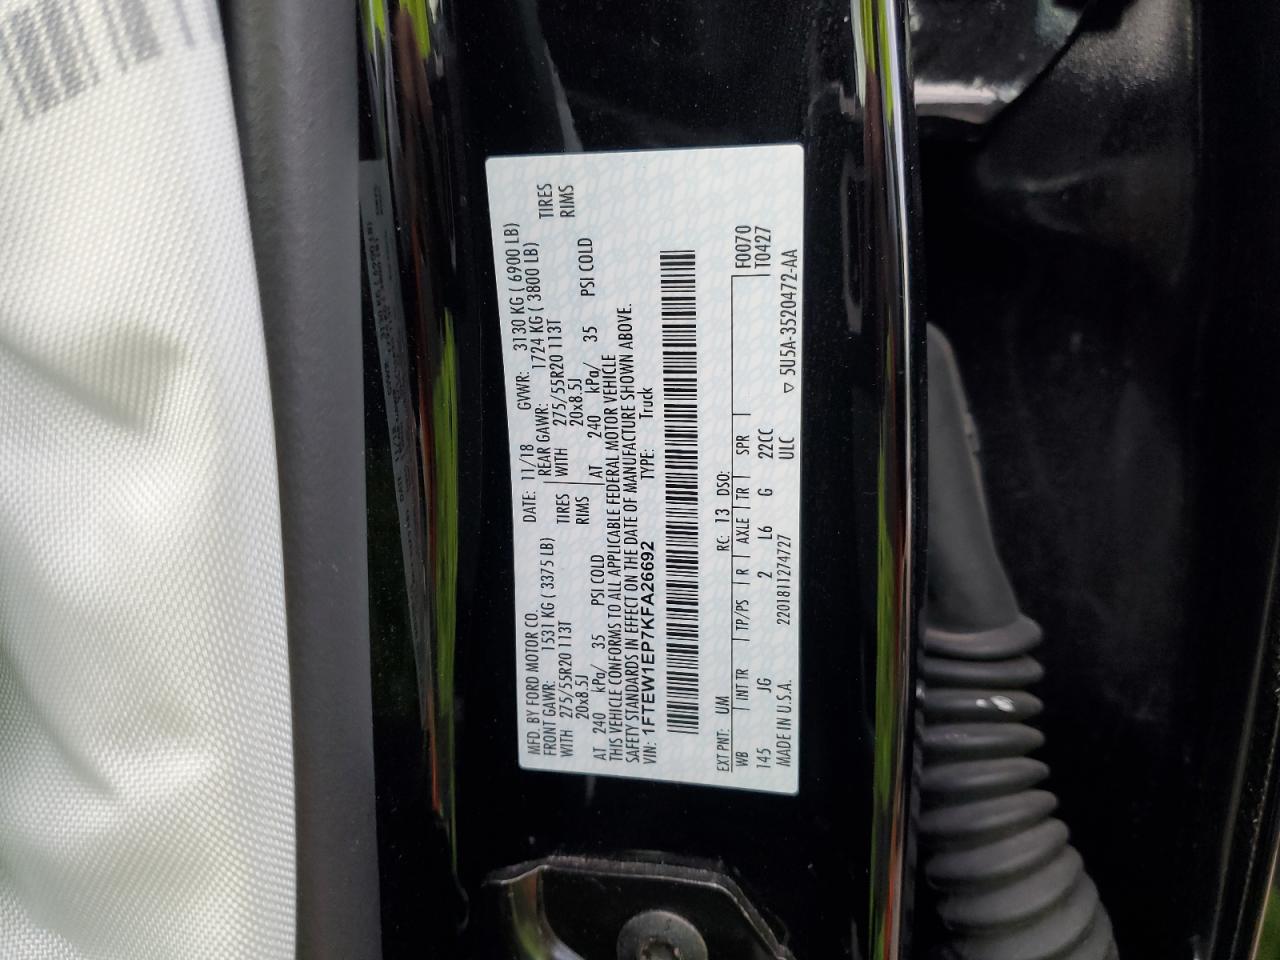 MFD. BY FORD MOTOR CO.
DATE: 11/18 GVWR: 3130 KG ( 6900 LB)
FRONT GAWR: 1531 KG ( 3375 LB) REAR GAWR: 1724 KG ( 3800 LB)
WITH 275/55R20 113T TIRES WITH 275/55R20 113T TIRES
20x8.5J RIMS 20x8.5J RIMS
AT 240 kPa/ 35 PSI COLD AT 240 kPa/ 35 PSI COLD
THIS VEHICLE CONFORMS TO ALL APPLICABLE FEDERAL MOTOR VEHICLE
SAFETY STANDARDS IN EFFECT ON THE DATE OF MANUFACTURE SHOWN ABOVE.
VIN: 1FTEW1EP7KFA26692 TYPE: Truck
EXT PNT: UM RC: 13 DSO: F0070
WB INT TR TP/PS R AXLE TR SPR T0427
145 JG 2 L6 G 22CC
MADE IN U.S.A. 2201811274727 ULC ▽ 5U5A-3520472-AA